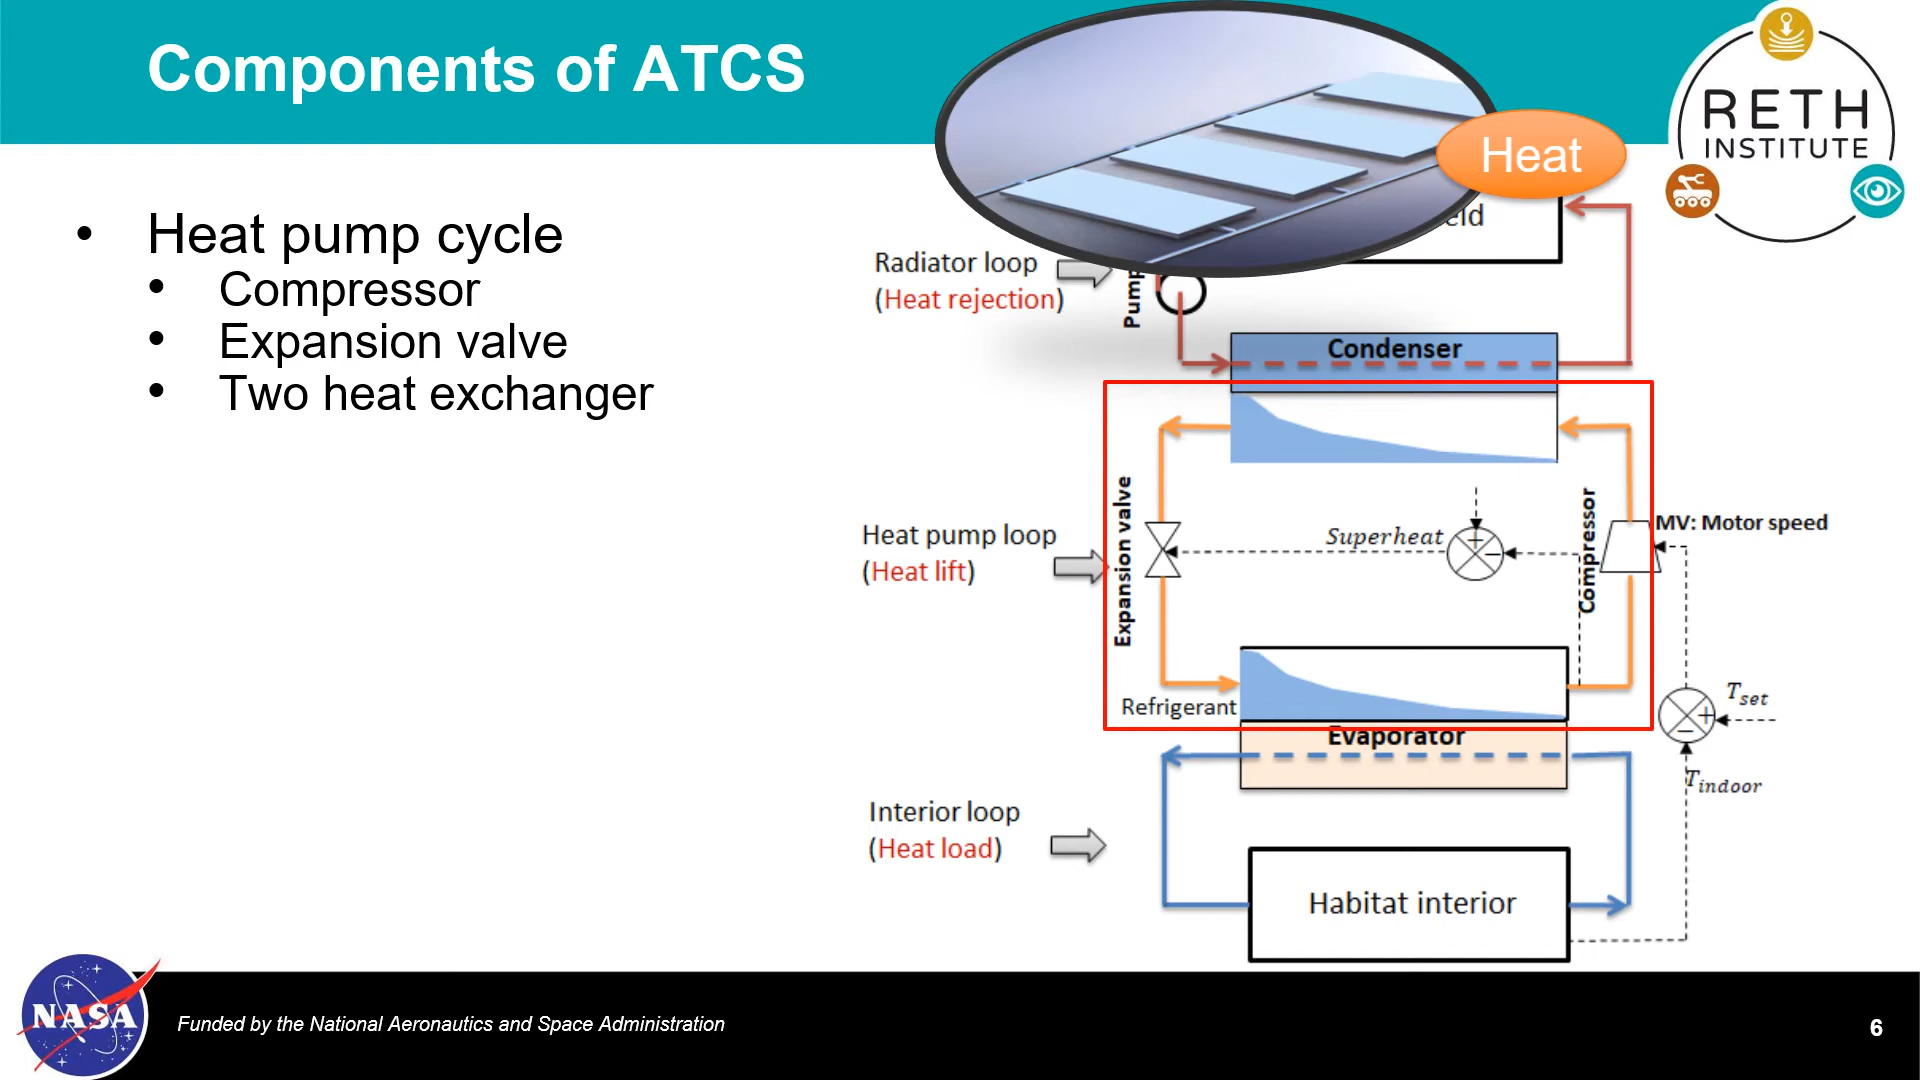 Components of ATCS
Heat
RETH
INSTITUTE
• Heat pump cycle
• Compressor
• Expansion valve
• Two heat exchanger
Radiator loop
(Heat rejection)
Condenser
Heat pump loop
(Heat lift)
Expansion valve
Superheat
+
−
Compressor
MV: Motor speed
Refrigerant
Evaporator
T_set
+
−
T_indoor
Interior loop
(Heat load)
Habitat interior
NASA
Funded by the National Aeronautics and Space Administration
6